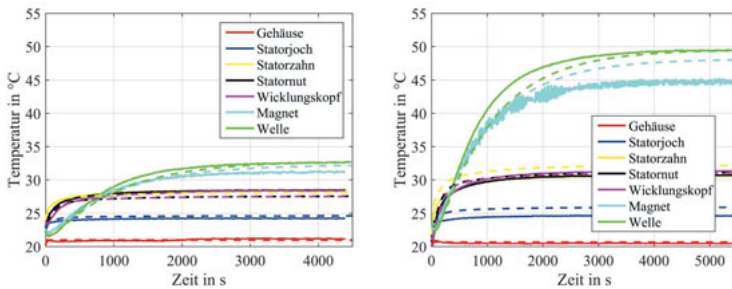 55
50
45
40
35
30
25
20
Temperatur in °C
0
1000
2000
3000
4000
Zeit in s
Gehäuse
Statorjoch
Statorzahn
Statornut
Wicklungskopf
Magnet
Welle
55
50
45
40
35
30
25
20
Temperatur in °C
0
1000
2000
3000
4000
5000
Zeit in s
Gehäuse
Statorjoch
Statorzahn
Statornut
Wicklungskopf
Magnet
Welle